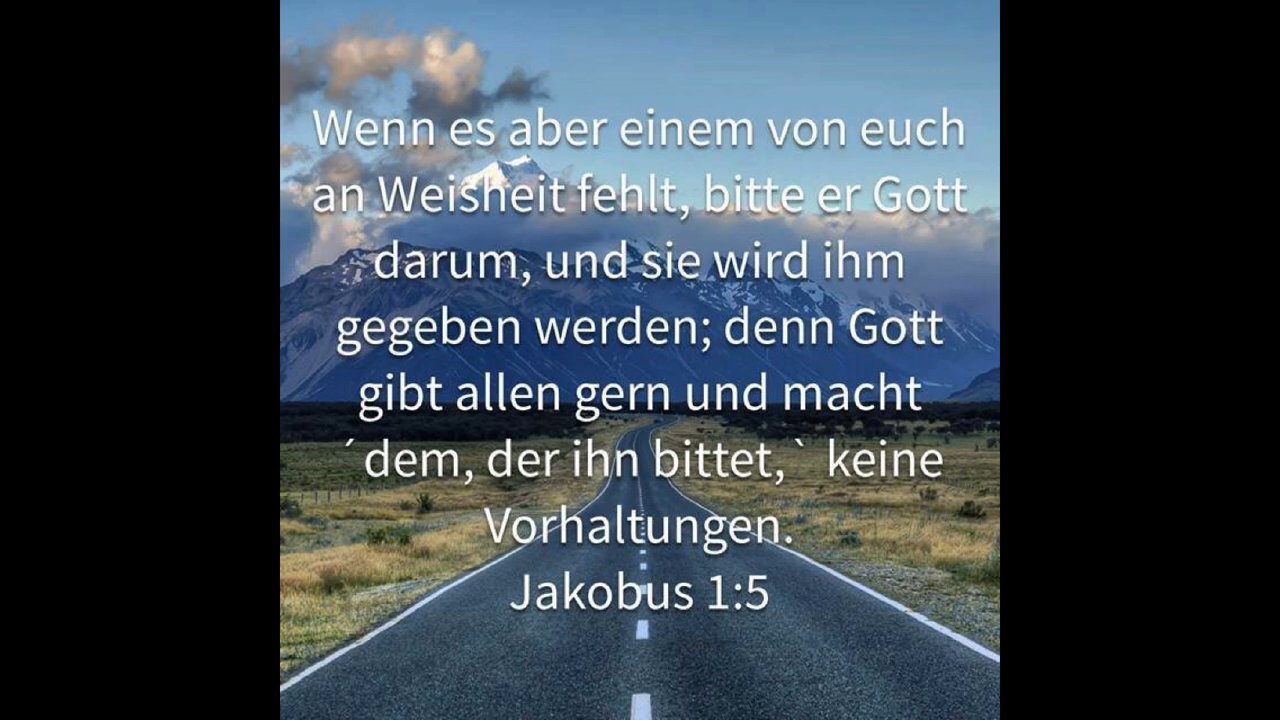 Wenn es aber einem von euch
an Weisheit fehlt, bitte er Gott
darum, und sie wird ihm
gegeben werden; denn Gott
gibt allen gern und macht
´dem, der ihn bittet,` keine
Vorhaltungen.
Jakobus 1:5